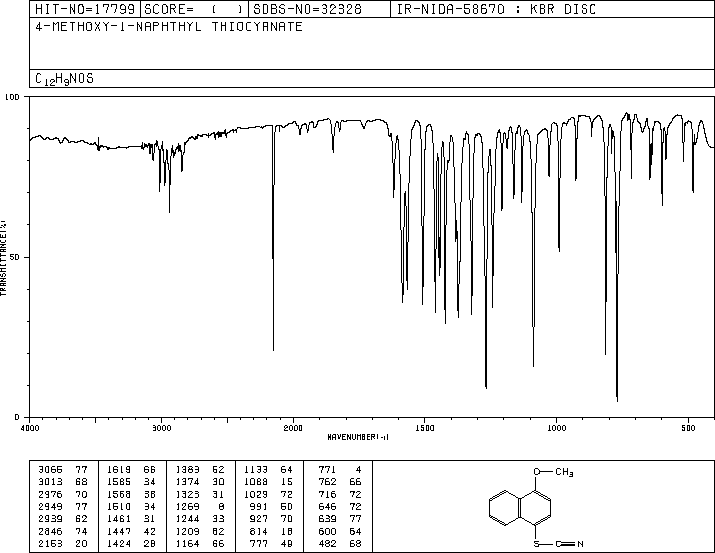 HIT-NO=17799 SCORE= ( ) SDBS-NO=32328 IR-NIDA-58670 : KBR DISC
4-METHOXY-1-NAPHTHYL THIOCYANATE
C12H9NOS
100
TRANSMITTANCE(%)
50
0
4000 3000 2000 1500 1000 500
WAVENUMBER(-1)
3066 77 1619 66 1383 52 1133 64 771 4
3013 68 1585 34 1374 30 1088 15 762 66
2976 70 1568 38 1323 31 1029 72 716 72
2949 77 1510 34 1269 8 991 50 646 72
2939 62 1461 31 1244 33 927 70 639 77
2846 74 1447 42 1209 62 814 18 600 64
2153 20 1424 28 1164 66 777 49 482 68
O—CH3
S—C≡N